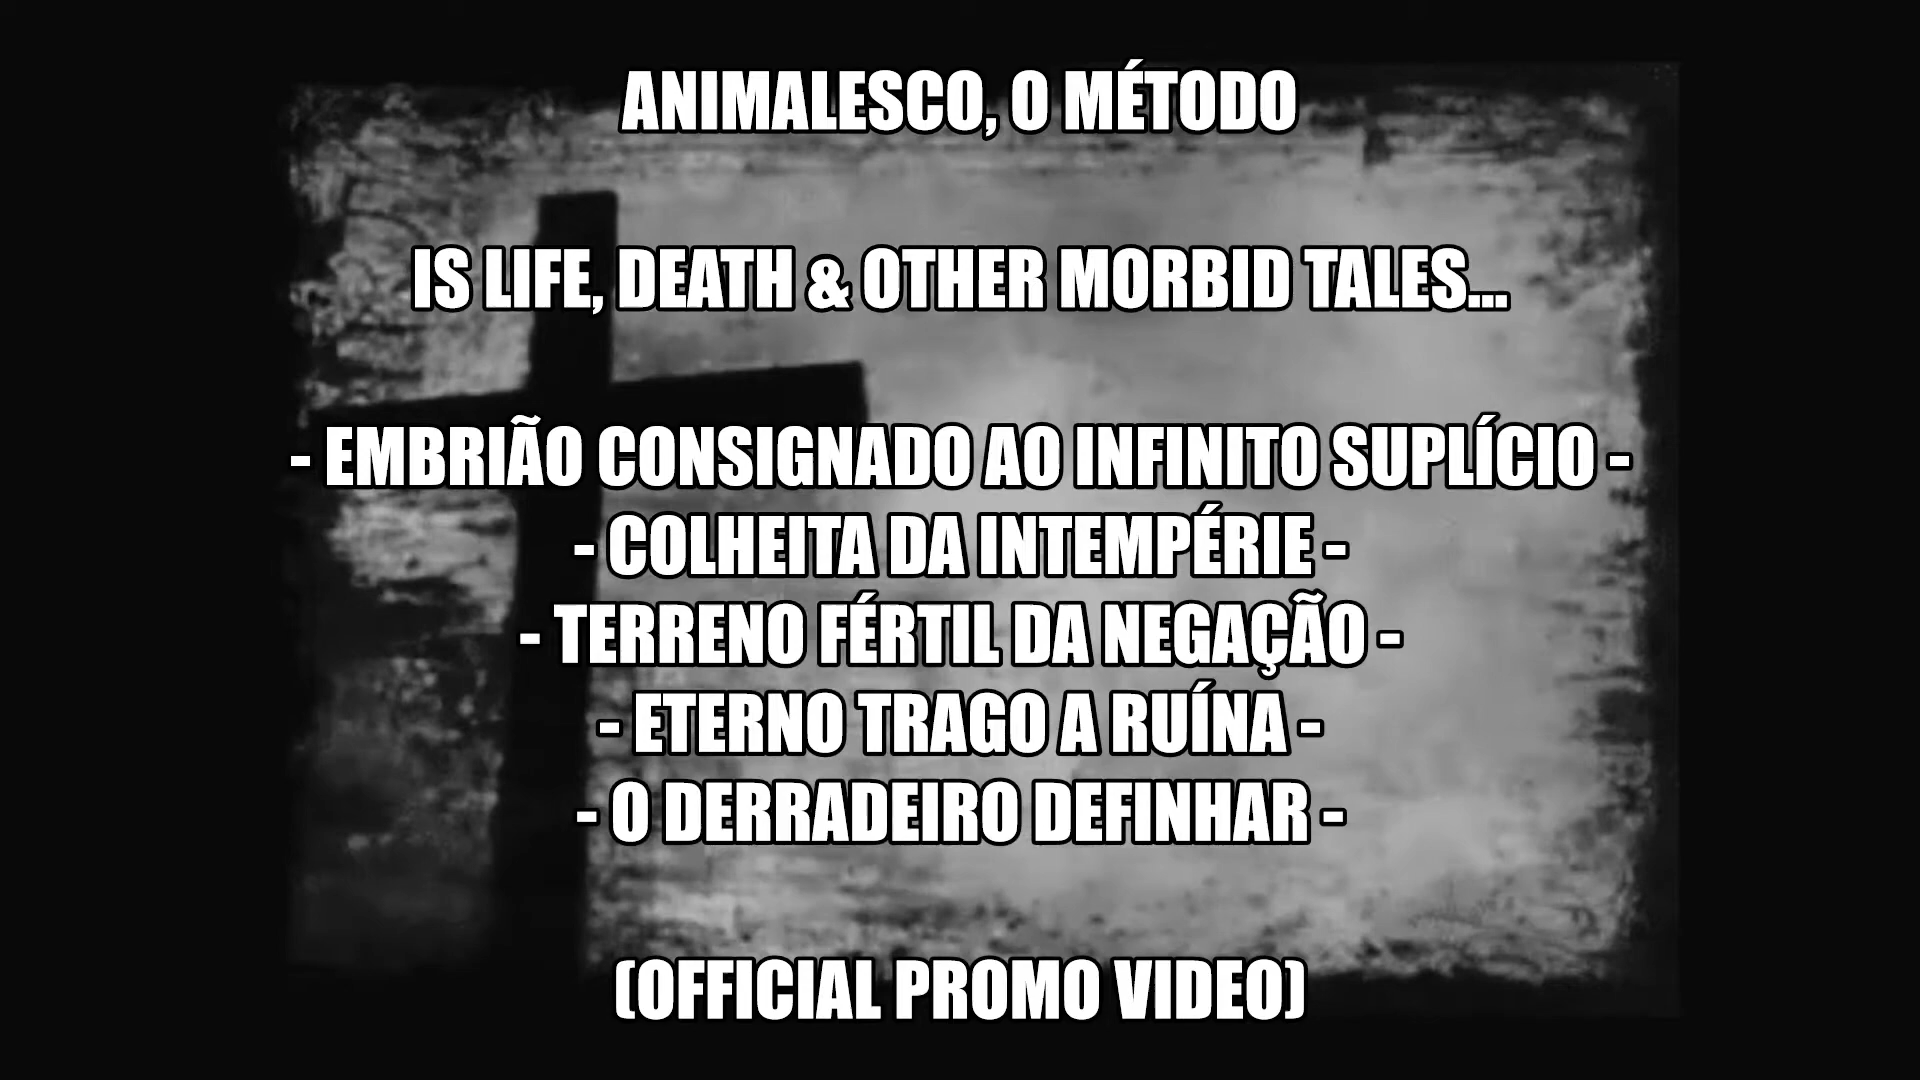 ANIMALESCO, O MÉTODO
IS LIFE, DEATH & OTHER MORBID TALES...
- EMBRIÃO CONSIGNADO AO INFINITO SUPLÍCIO -
- COLHEITA DA INTEMPÉRIE -
- TERRENO FÉRTIL DA NEGAÇÃO -
- ETERNO TRAGO A RUÍNA -
- O DERRADEIRO DEFINHAR -
(OFFICIAL PROMO VIDEO)